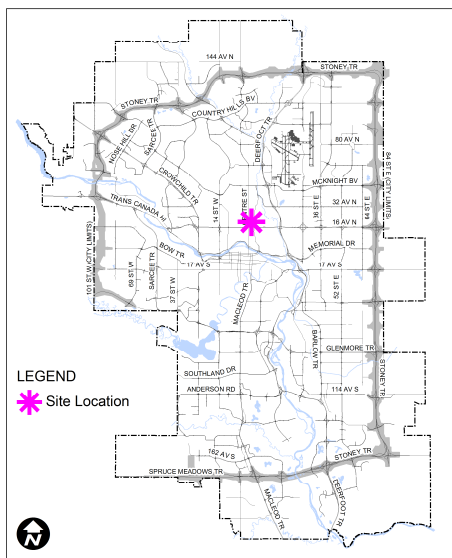 144 AV N
STONEY TR
STONEY TR
COUNTRY HILLS BV
DEERFOOT TR
NOSE HILL DR
SARCEE TR
80 AV N
CROWCHILD TR
MCKNIGHT BV
84 ST E (CITY LIMITS)
TRANS CANADA H
14 ST W
36 ST E
32 AV N
44 ST E
16 AV N
BOW TR
MEMORIAL DR
17 AV S
17 AV S
101 ST W (CITY LIMITS)
69 ST W
SARCEE TR
37 ST W
MACLEOD TR
52 ST E
BARLOW TR
GLENMORE TR
STONEY TR
LEGEND
Site Location
SOUTHLAND DR
ANDERSON RD
114 AV S
162 AV S
STONEY TR
SPRUCE MEADOWS TR
MACLEOD TR
DEERFOOT TR
N